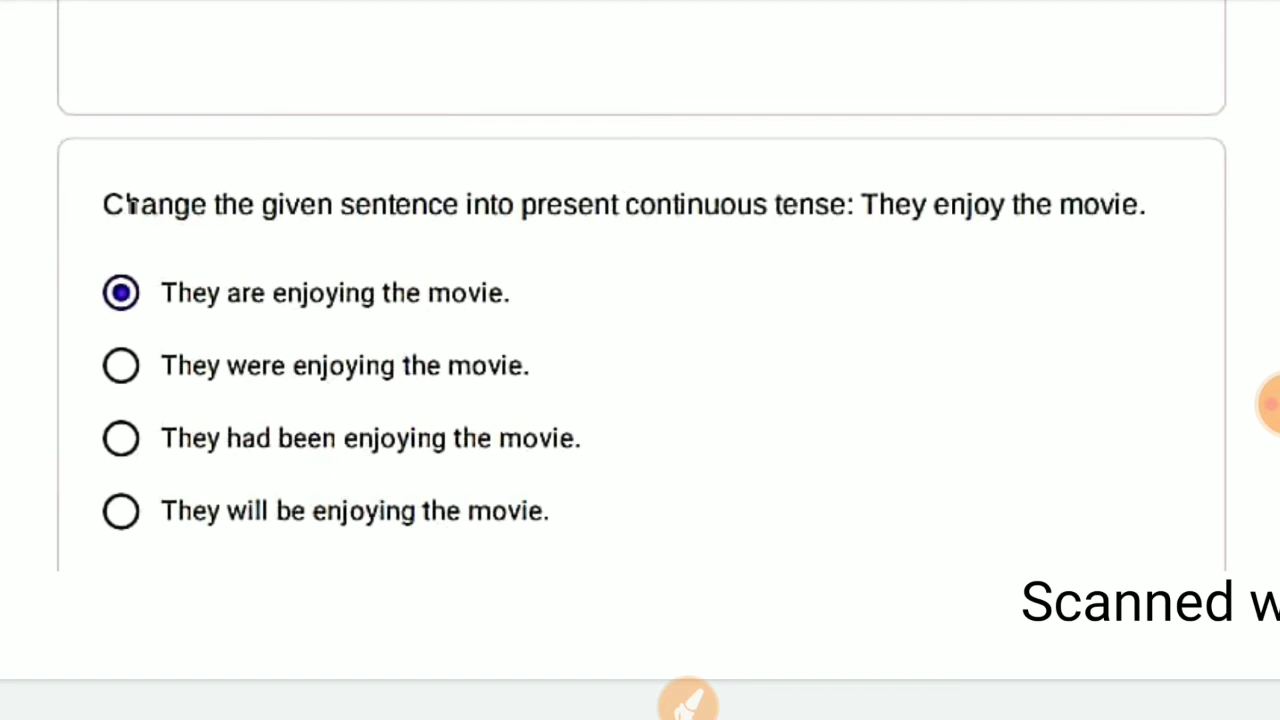 Change the given sentence into present continuous tense: They enjoy the movie.
They are enjoying the movie.
They were enjoying the movie.
They had been enjoying the movie.
They will be enjoying the movie.
Scanned w